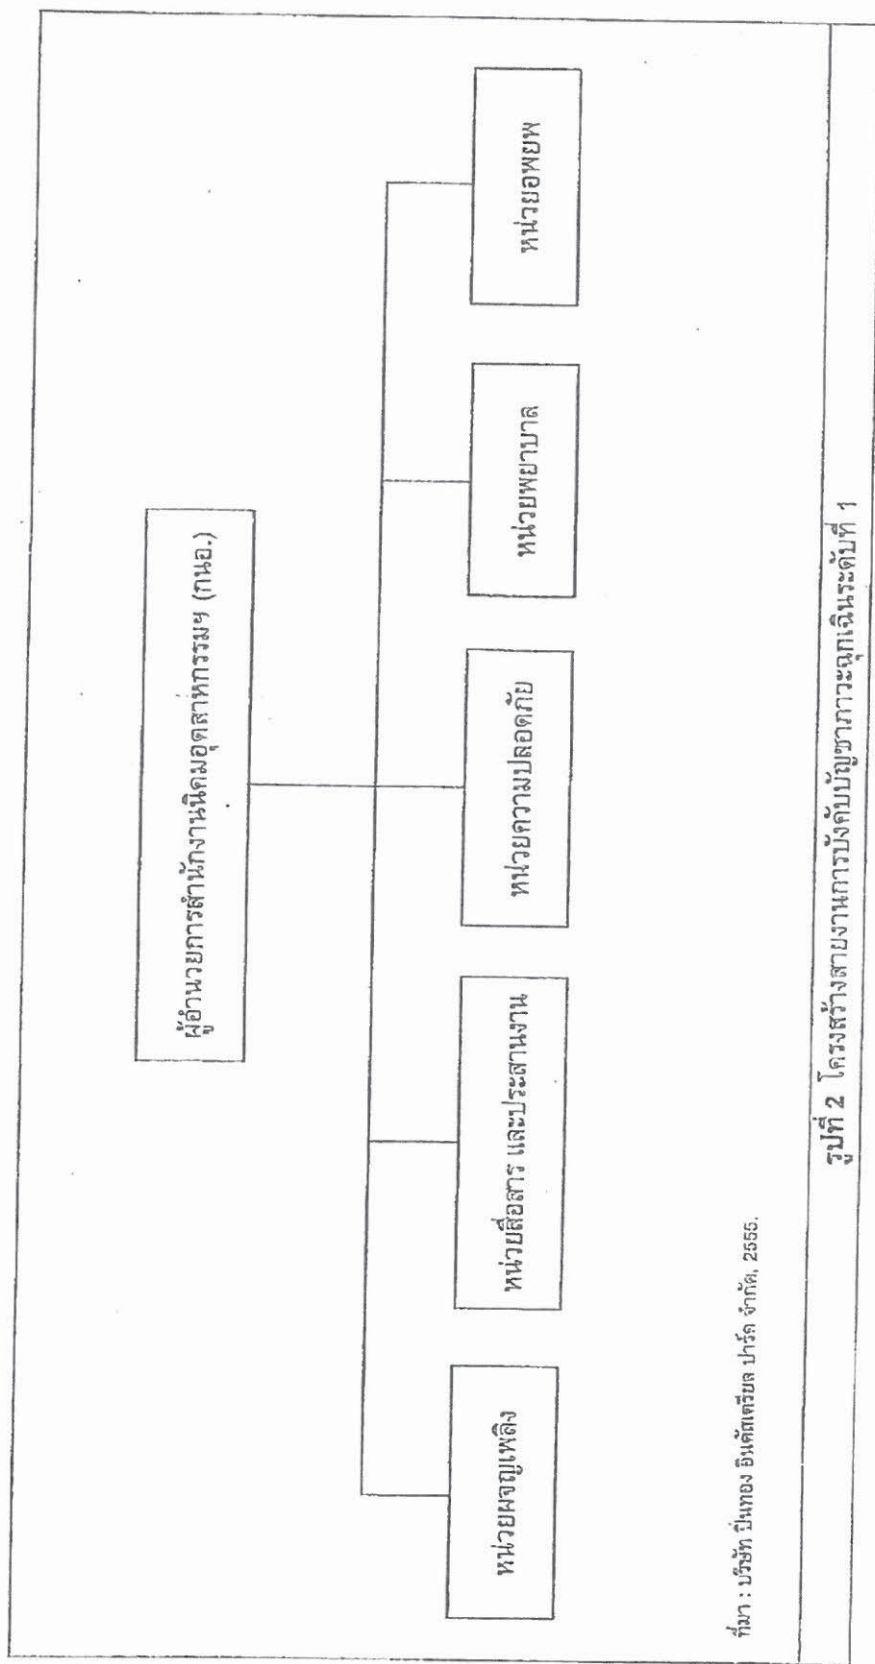 ผู้อำนวยการสำนักงานนิคมอุตสาหกรรมฯ (กนอ.)
หน่วยผจญเพลิง
หน่วยสื่อสาร และประสานงาน
หน่วยความปลอดภัย
หน่วยพยาบาล
หน่วยอพยพ
ที่มา : บริษัท ปิ่นทอง อินดัสเตรียล ปาร์ค จำกัด, 2555.
รูปที่ 2 โครงสร้างสายงานการบังคับบัญชาภาวะฉุกเฉินระดับที่ 1